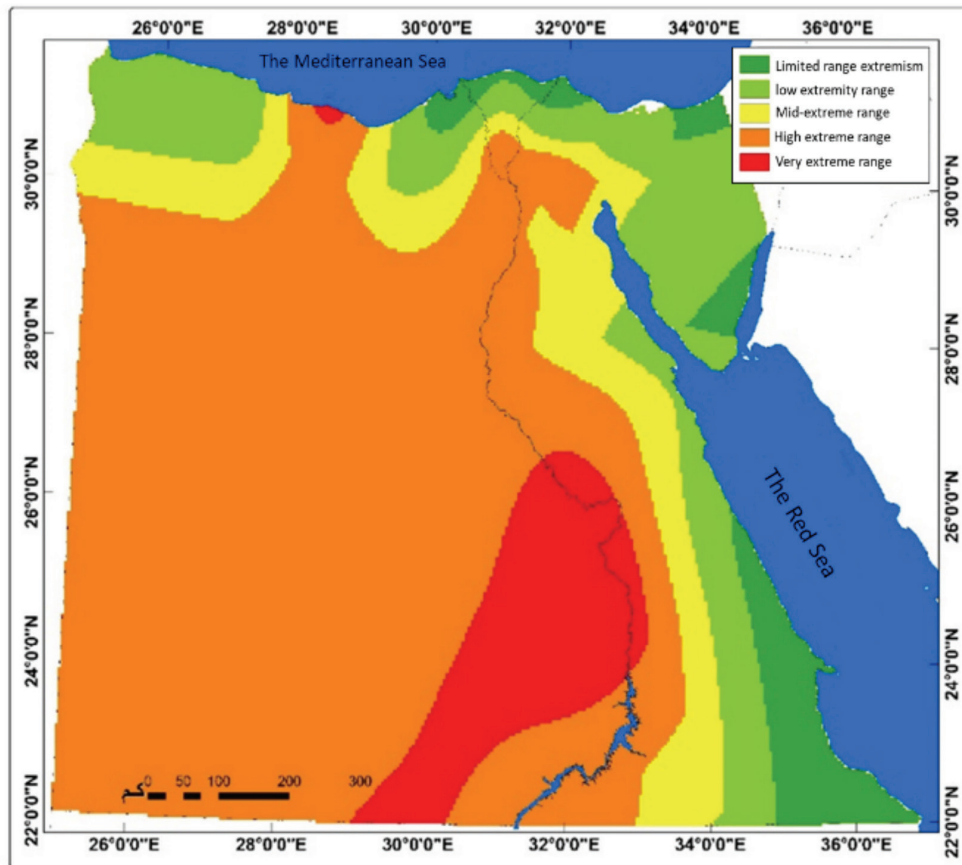 26°0'0"E 28°0'0"E 30°0'0"E 32°0'0"E 34°0'0"E 36°0'0"E
The Mediterranean Sea
Limited range extremism
low extremity range
Mid-extreme range
High extreme range
Very extreme range
30°0'0"N 30°0'0"N
28°0'0"N 28°0'0"N
26°0'0"N 26°0'0"N
The Red Sea
24°0'0"N 24°0'0"N
22°0'0"N 22°0'0"N
0 50 100 200 300
26°0'0"E 28°0'0"E 30°0'0"E 32°0'0"E 34°0'0"E 36°0'0"E